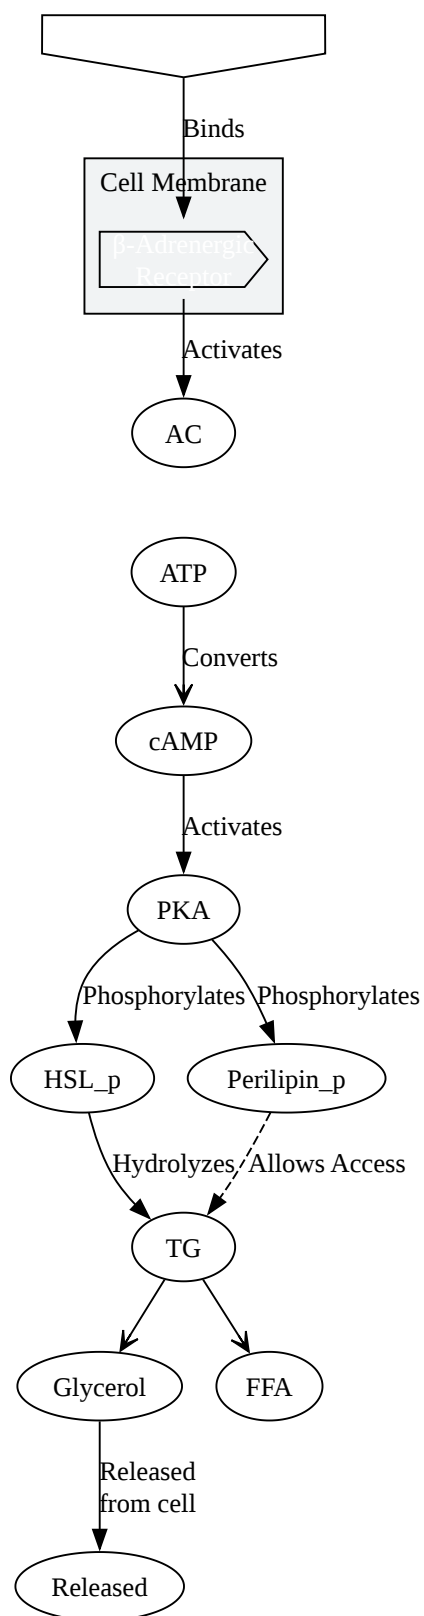 Binds
Cell Membrane
β-Adrenergic
Receptor
Activates
AC
ATP
Converts
cAMP
Activates
PKA
Phosphorylates Phosphorylates
HSL_p Perilipin_p
Hydrolyzes Allows Access
TG
Glycerol FFA
Released
from cell
Released